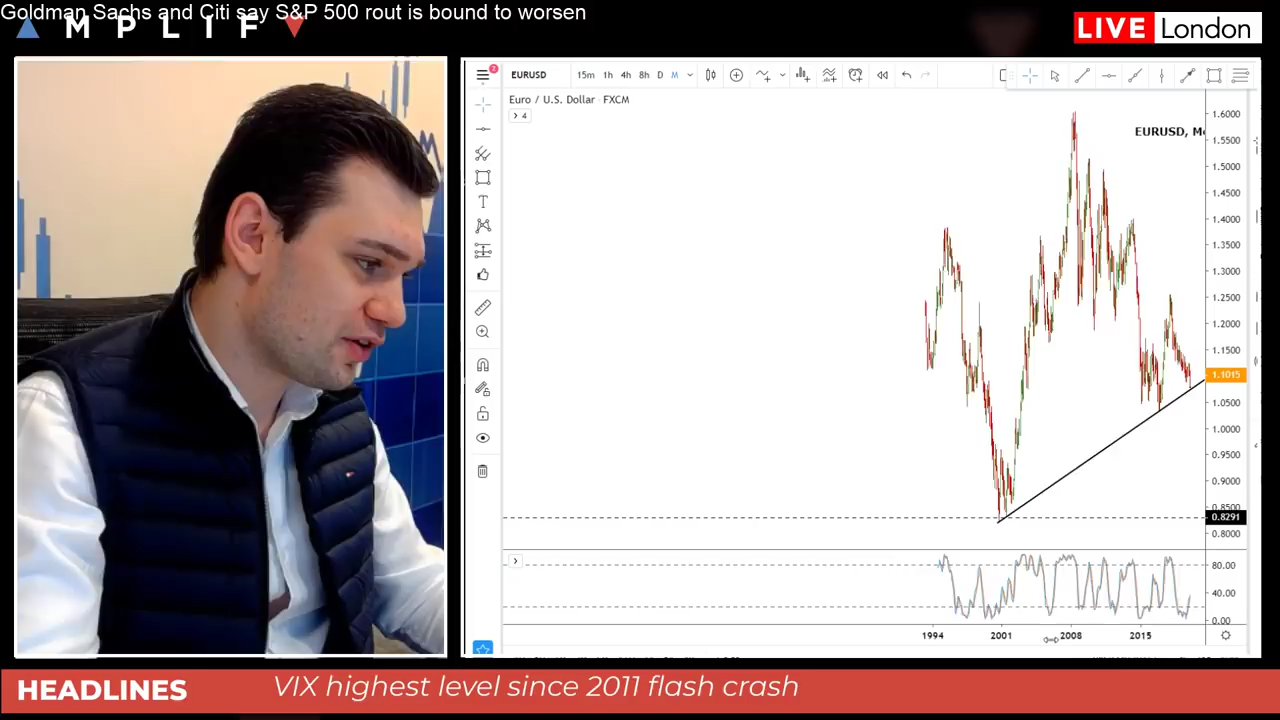 Goldman Sachs and Citi say S&P 500 rout is bound to worsen
MPLIF
LIVE London
2
EURUSD
15m 1h 4h 8h D M
Euro / U.S. Dollar FXCM
4
EURUSD, M
1.6000
1.5500
1.5000
1.4500
1.4000
1.3500
1.3000
1.2500
1.2000
1.1500
1.1015
1.0500
1.0000
0.9500
0.9000
0.8500
0.8291
0.8000
80.00
40.00
0.00
1994 2001 2008 2015
HEADLINES
VIX highest level since 2011 flash crash